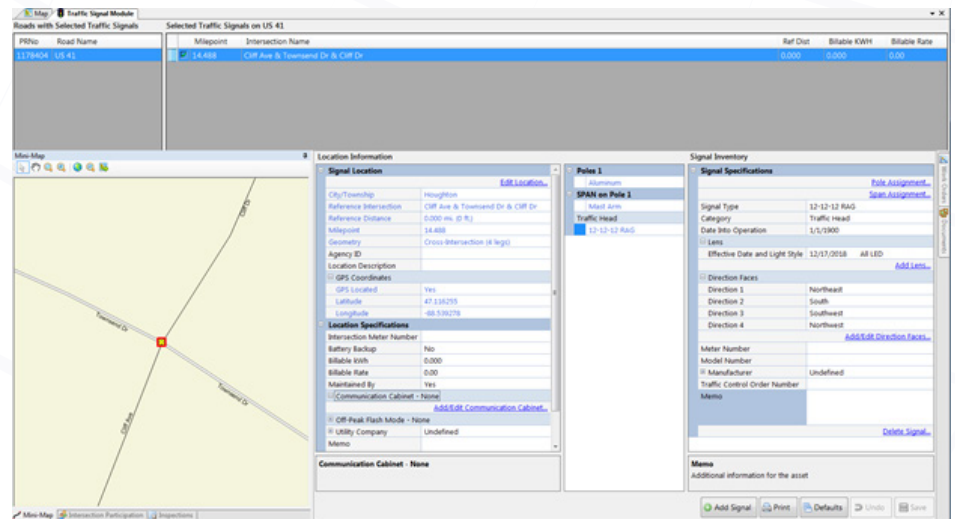 Map Traffic Signal Module
Roads with Selected Traffic Signals Selected Traffic Signals on US 41
PRNo Road Name Milepoint Intersection Name Ref Dist Billable KWH Billable Rate
1178404 US 41 14.488 Cliff Ave & Townsend Dr & Cliff Dr 0.000 0.000 0.00
Mini-Map
Cliff Dr
Townsend Dr
Townsend Dr
Cliff Ave
Mini-Map Intersection Participation Inspections
Location Information
Signal Location
Edit Location...
City/Township Houghton
Reference Intersection Cliff Ave & Townsend Dr & Cliff Dr
Reference Distance 0.000 mi. (0 ft.)
Milepoint 14.488
Geometry Cross-Intersection (4 legs)
Agency ID
Location Description
GPS Coordinates
GPS Located Yes
Latitude 47.116255
Longitude -88.539278
Location Specifications
Intersection Meter Number
Battery Backup No
Billable kWh 0.000
Billable Rate 0.00
Maintained By Yes
Communication Cabinet - None
Add/Edit Communication Cabinet...
Off-Peak Flash Mode - None
Utility Company Undefined
Memo
Communication Cabinet - None
Poles 1
Aluminum
SPAN on Pole 1
Mast Arm
Traffic Head
12-12-12 RAG
Signal Inventory
Signal Specifications
Pole Assignment...
Span Assignment...
Signal Type 12-12-12 RAG
Category Traffic Head
Date Into Operation 1/1/1900
Lens
Effective Date and Light Style 12/17/2018 All LED
Add Lens...
Direction Faces
Direction 1 Northeast
Direction 2 South
Direction 3 Southwest
Direction 4 Northwest
Add/Edit Direction Faces...
Meter Number
Model Number
Manufacturer Undefined
Traffic Control Order Number
Memo
Delete Signal...
Memo
Additional information for the asset
Add Signal Print Defaults Undo Save
Work Orders
Documents